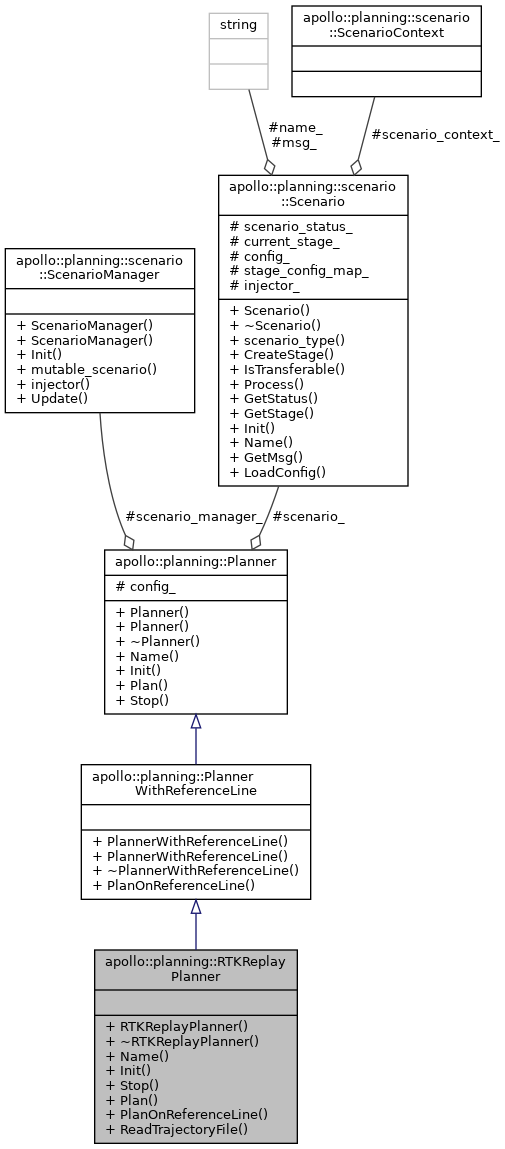 string
apollo::planning::scenario
::ScenarioContext
#name_
#msg_
#scenario_context_
apollo::planning::scenario
::Scenario
# scenario_status_
# current_stage_
# config_
# stage_config_map_
# injector_
+ Scenario()
+ ~Scenario()
+ scenario_type()
+ CreateStage()
+ IsTransferable()
+ Process()
+ GetStatus()
+ GetStage()
+ Init()
+ Name()
+ GetMsg()
+ LoadConfig()
apollo::planning::scenario
::ScenarioManager
+ ScenarioManager()
+ ScenarioManager()
+ Init()
+ mutable_scenario()
+ injector()
+ Update()
#scenario_manager_
#scenario_
apollo::planning::Planner
# config_
+ Planner()
+ Planner()
+ ~Planner()
+ Name()
+ Init()
+ Plan()
+ Stop()
apollo::planning::Planner
WithReferenceLine
+ PlannerWithReferenceLine()
+ PlannerWithReferenceLine()
+ ~PlannerWithReferenceLine()
+ PlanOnReferenceLine()
apollo::planning::RTKReplay
Planner
+ RTKReplayPlanner()
+ ~RTKReplayPlanner()
+ Name()
+ Init()
+ Stop()
+ Plan()
+ PlanOnReferenceLine()
+ ReadTrajectoryFile()